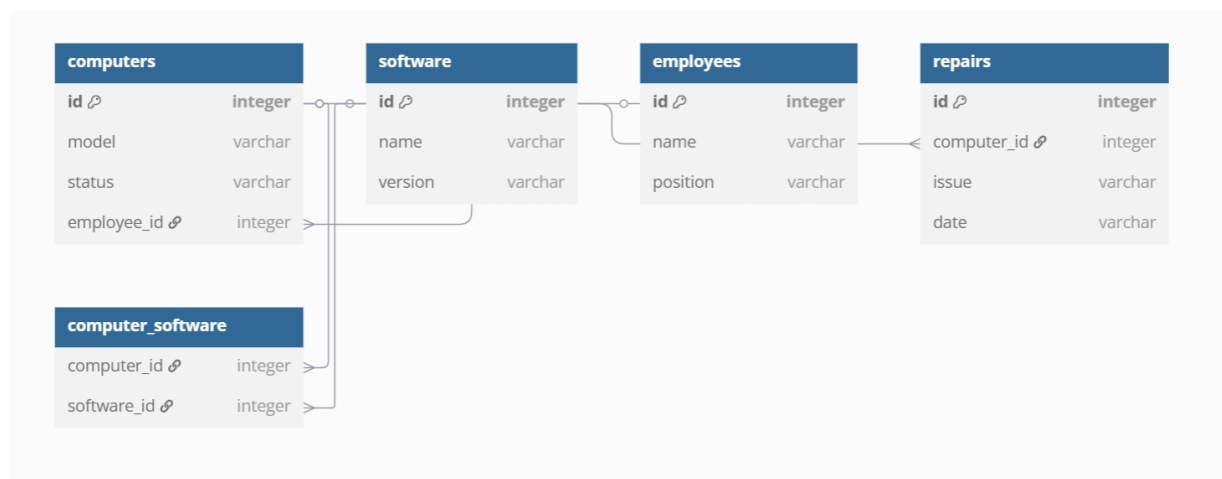 computers
id integer
model varchar
status varchar
employee_id integer
software
id integer
name varchar
version varchar
employees
id integer
name varchar
position varchar
repairs
id integer
computer_id integer
issue varchar
date varchar
computer_software
computer_id integer
software_id integer